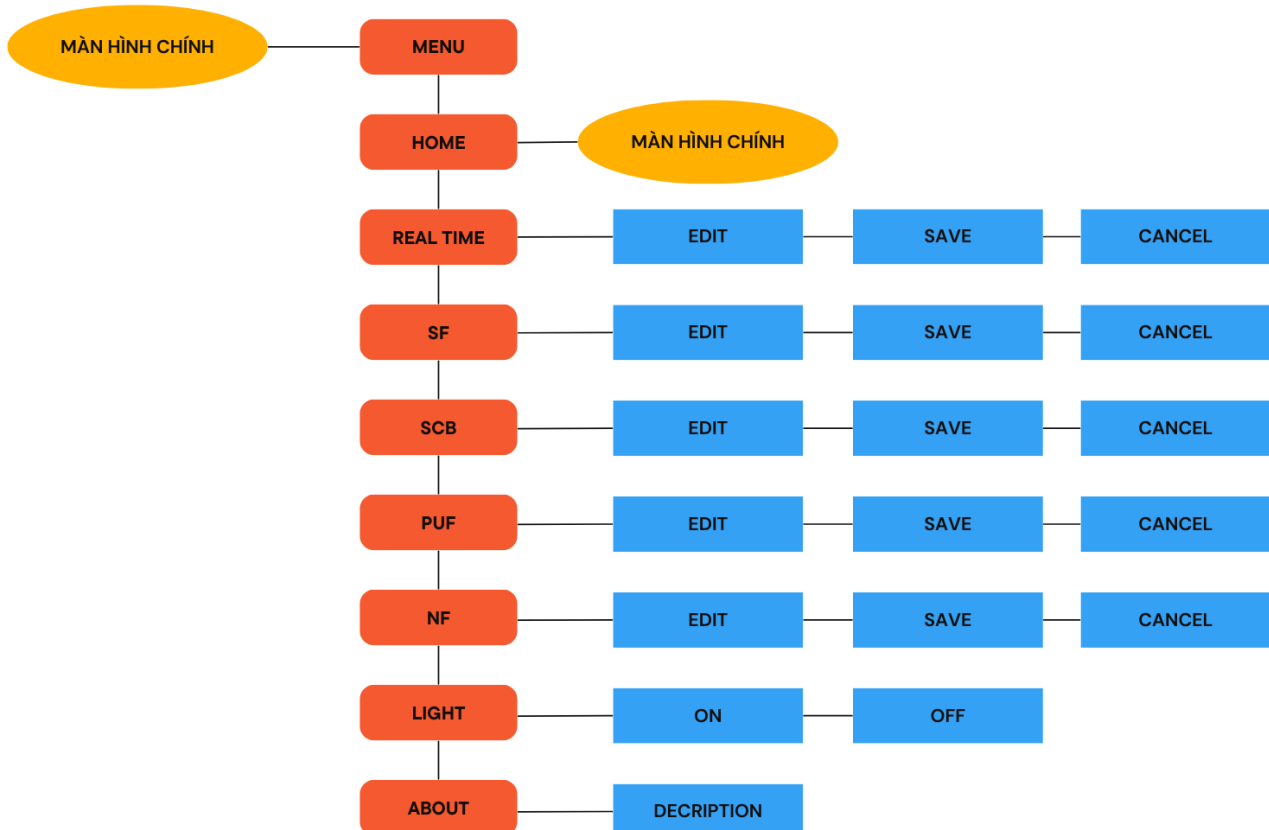 MÀN HÌNH CHÍNH
MENU
HOME
MÀN HÌNH CHÍNH
REAL TIME
EDIT
SAVE
CANCEL
SF
EDIT
SAVE
CANCEL
SCB
EDIT
SAVE
CANCEL
PUF
EDIT
SAVE
CANCEL
NF
EDIT
SAVE
CANCEL
LIGHT
ON
OFF
ABOUT
DECRIPTION